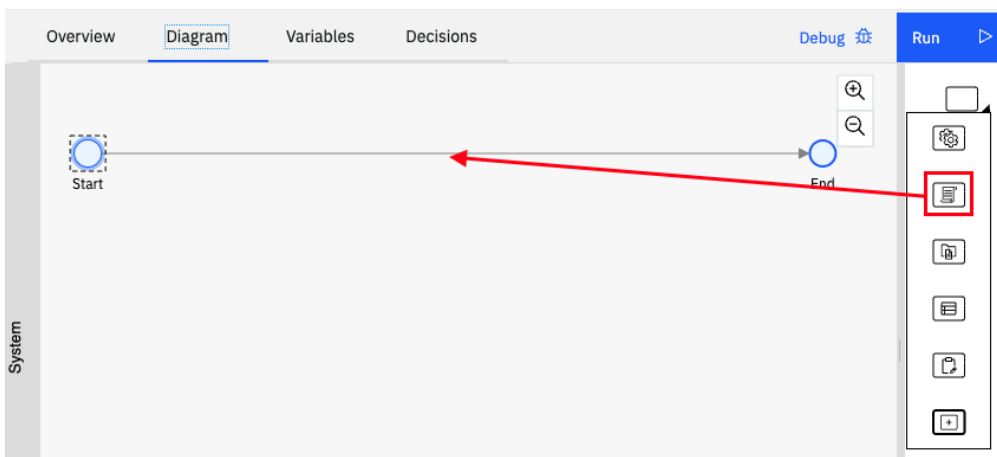 Overview Diagram Variables Decisions Debug Run
Start
End
System